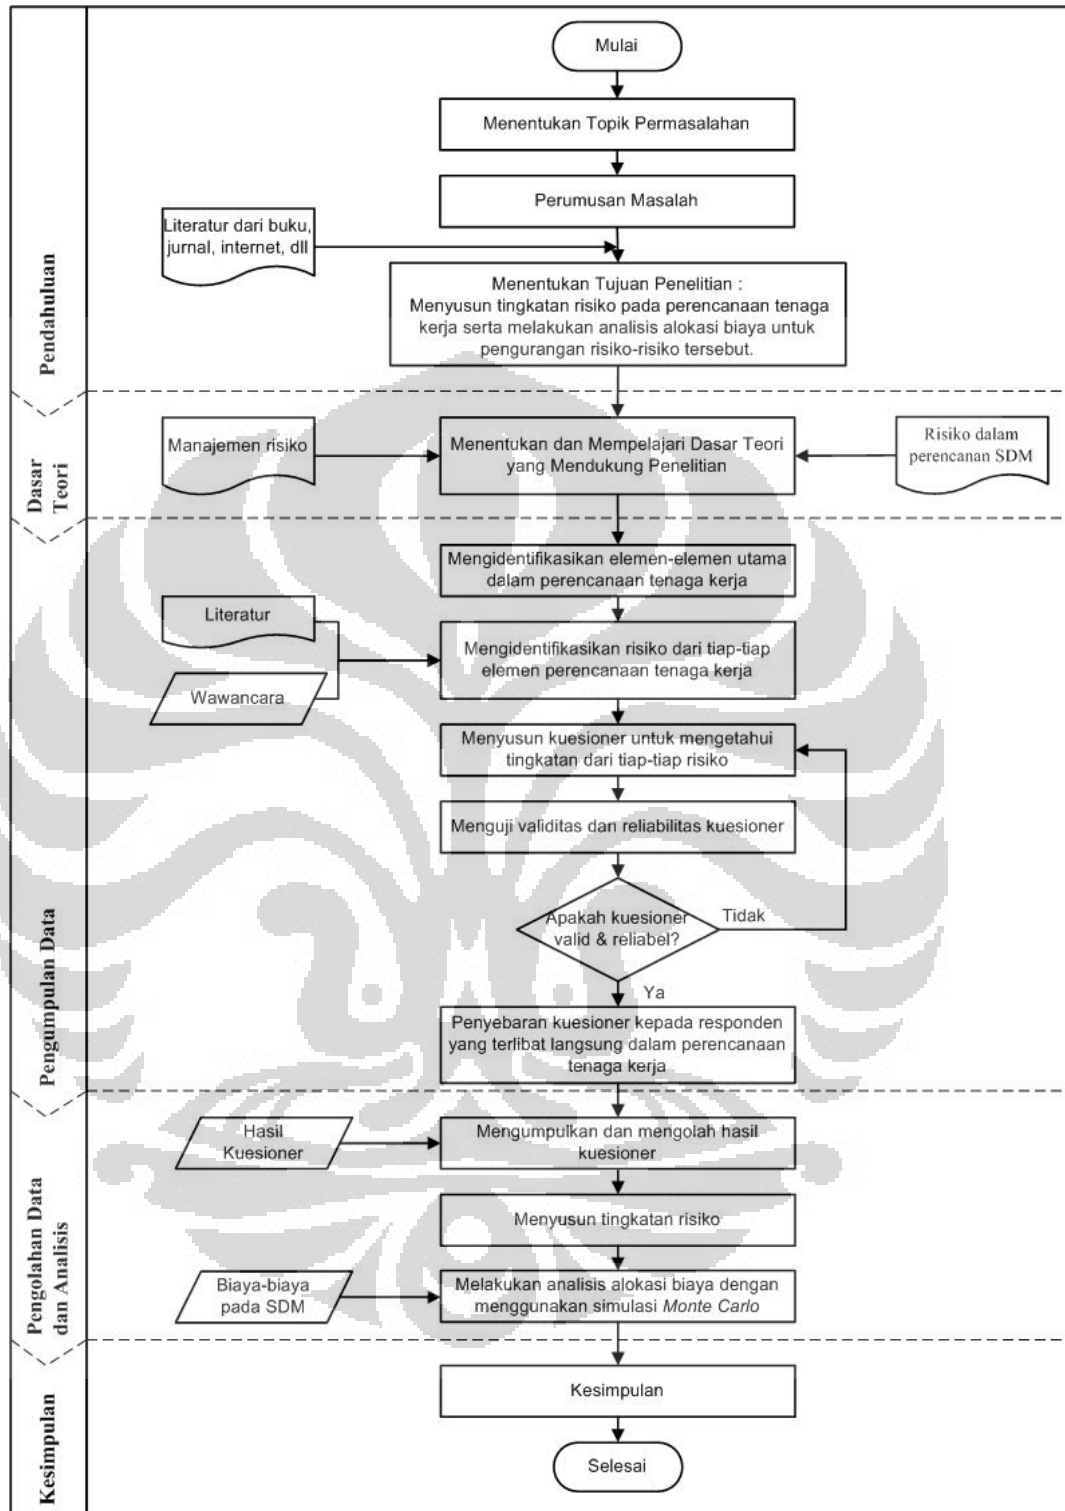 Mulai
Menentukan Topik Permasalahan
Perumusan Masalah
Literatur dari buku,
jurnal, internet, dll
Menentukan Tujuan Penelitian :
Menyusun tingkatan risiko pada perencanaan tenaga
kerja serta melakukan analisis alokasi biaya untuk
pengurangan risiko-risiko tersebut.
Pendahuluan
Manajemen risiko
Menentukan dan Mempelajari Dasar Teori
yang Mendukung Penelitian
Risiko dalam
perencanan SDM
Dasar
Teori
Mengidentifikasikan elemen-elemen utama
dalam perencanaan tenaga kerja
Literatur
Wawancara
Mengidentifikasikan risiko dari tiap-tiap
elemen perencanaan tenaga kerja
Menyusun kuesioner untuk mengetahui
tingkatan dari tiap-tiap risiko
Menguji validitas dan reliabilitas kuesioner
Apakah kuesioner
valid & reliabel?
Tidak
Ya
Penyebaran kuesioner kepada responden
yang terlibat langsung dalam perencanaan
tenaga kerja
Pengumpulan Data
Hasil
Kuesioner
Mengumpulkan dan mengolah hasil
kuesioner
Menyusun tingkatan risiko
Biaya-biaya
pada SDM
Melakukan analisis alokasi biaya dengan
menggunakan simulasi Monte Carlo
Pengolahan Data
dan Analisis
Kesimpulan
Selesai
Kesimpulan